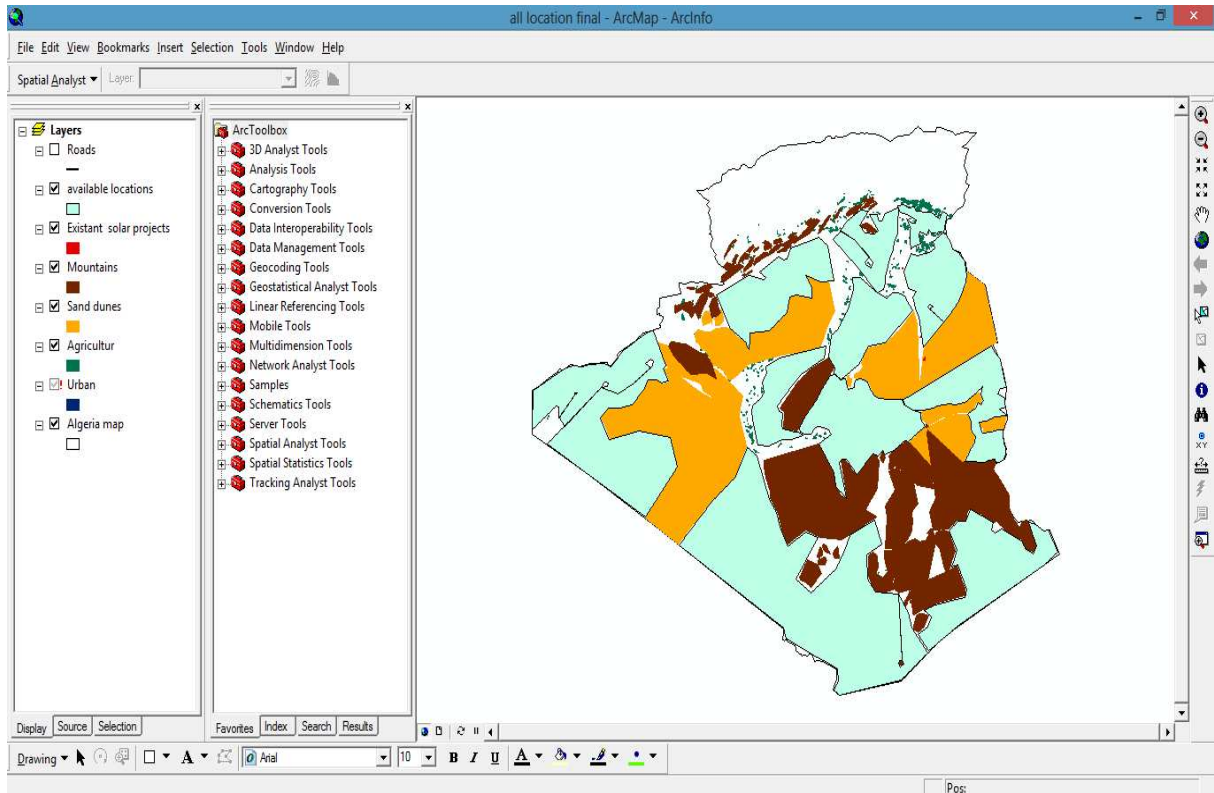 all location final - ArcMap - ArcInfo
File Edit View Bookmarks Insert Selection Tools Window Help
Spatial Analyst Layer:
Layers
Roads
available locations
Existant solar projects
Mountains
Sand dunes
Agricultur
Urban
Algeria map
Display Source Selection
ArcToolbox
3D Analyst Tools
Analysis Tools
Cartography Tools
Conversion Tools
Data Interoperability Tools
Data Management Tools
Geocoding Tools
Geostatistical Analyst Tools
Linear Referencing Tools
Mobile Tools
Multidimension Tools
Network Analyst Tools
Samples
Schematics Tools
Server Tools
Spatial Analyst Tools
Spatial Statistics Tools
Tracking Analyst Tools
Favorites Index Search Results
XY
Drawing A Arial 10 B I U A
Pos: